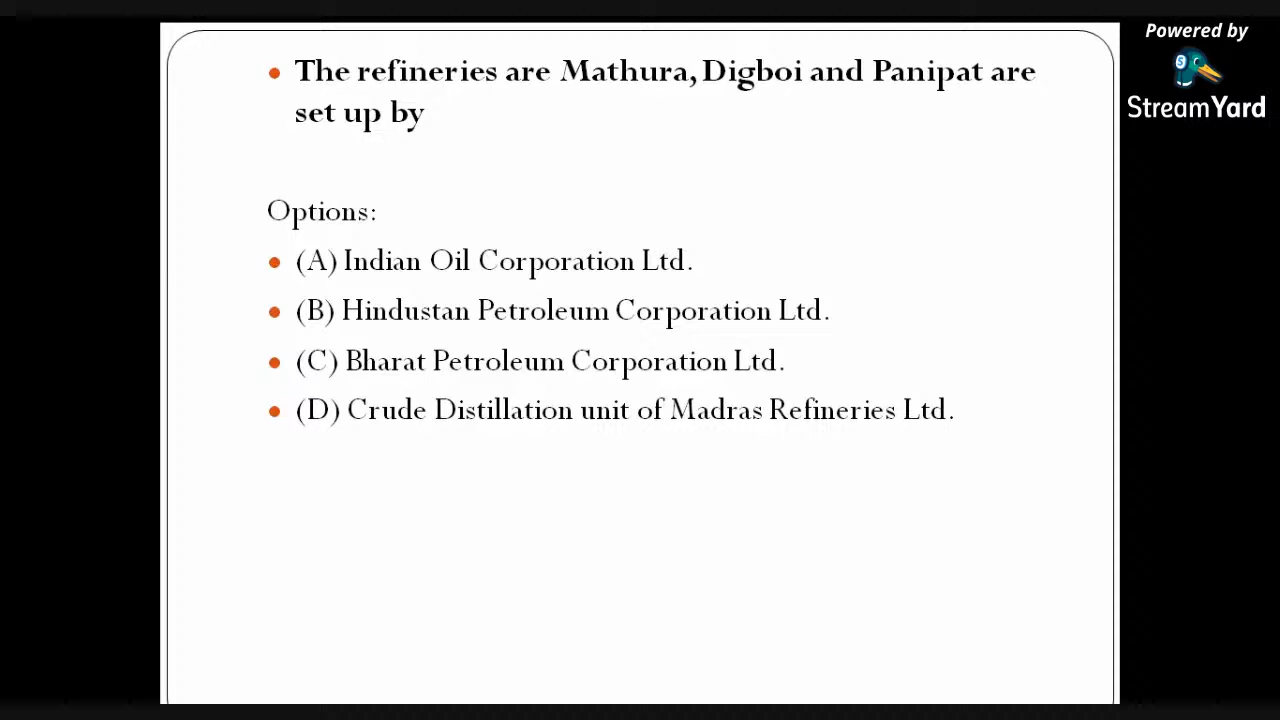 The refineries are Mathura, Digboi and Panipat are
set up by
Options:
(A) Indian Oil Corporation Ltd.
(B) Hindustan Petroleum Corporation Ltd.
(C) Bharat Petroleum Corporation Ltd.
(D) Crude Distillation unit of Madras Refineries Ltd.
Powered by
StreamYard